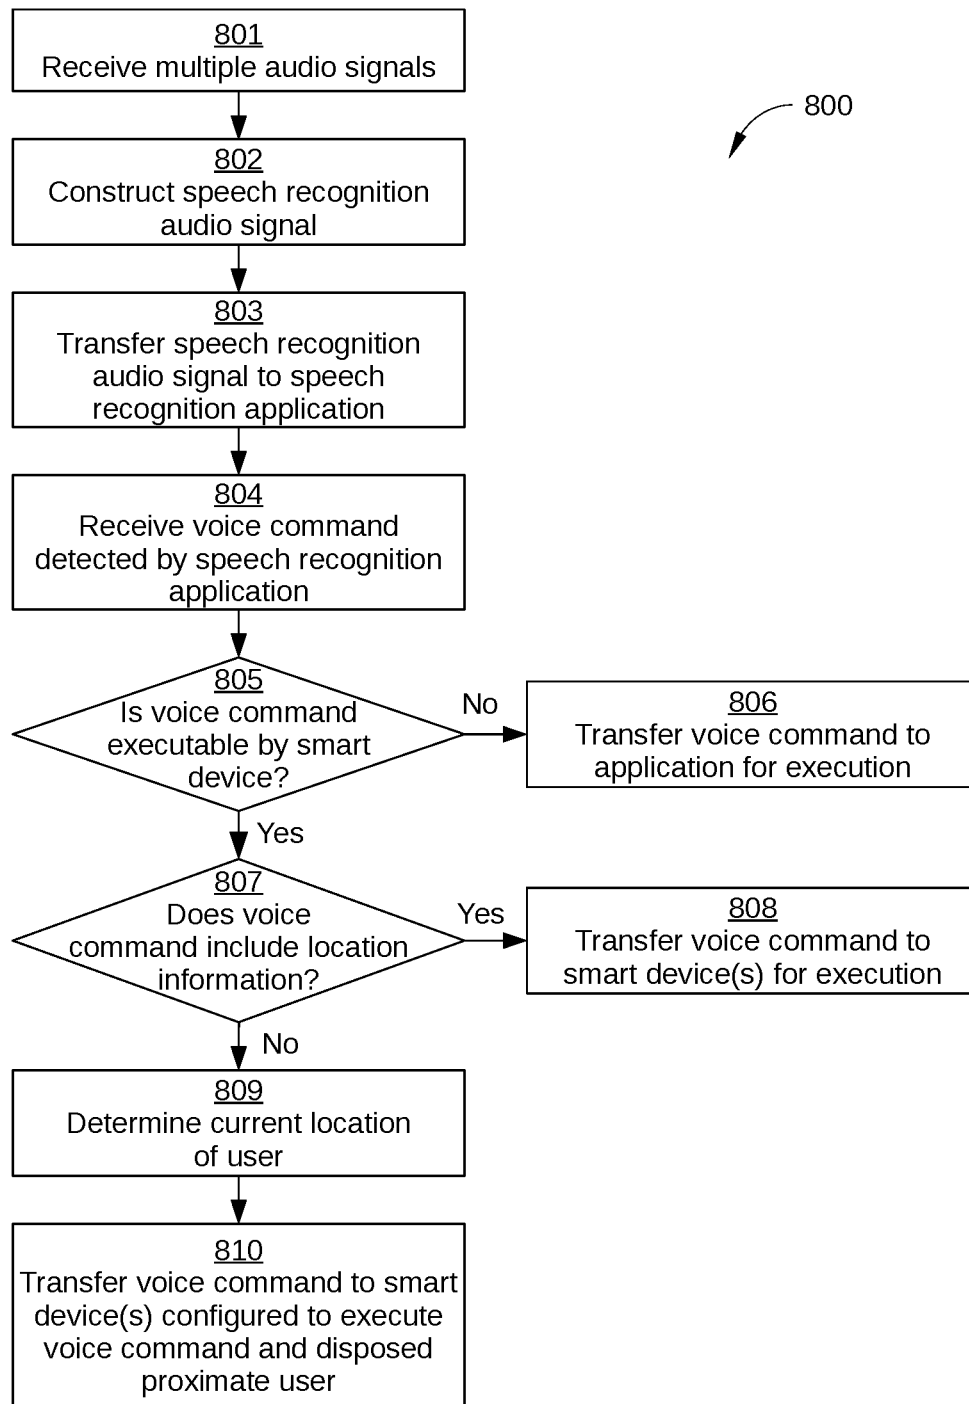 801
Receive multiple audio signals
800
802
Construct speech recognition
audio signal
803
Transfer speech recognition
audio signal to speech
recognition application
804
Receive voice command
detected by speech recognition
application
805
Is voice command
executable by smart
device?
No
806
Transfer voice command to
application for execution
Yes
807
Does voice
command include location
information?
Yes
808
Transfer voice command to
smart device(s) for execution
No
809
Determine current location
of user
810
Transfer voice command to smart
device(s) configured to execute
voice command and disposed
proximate user